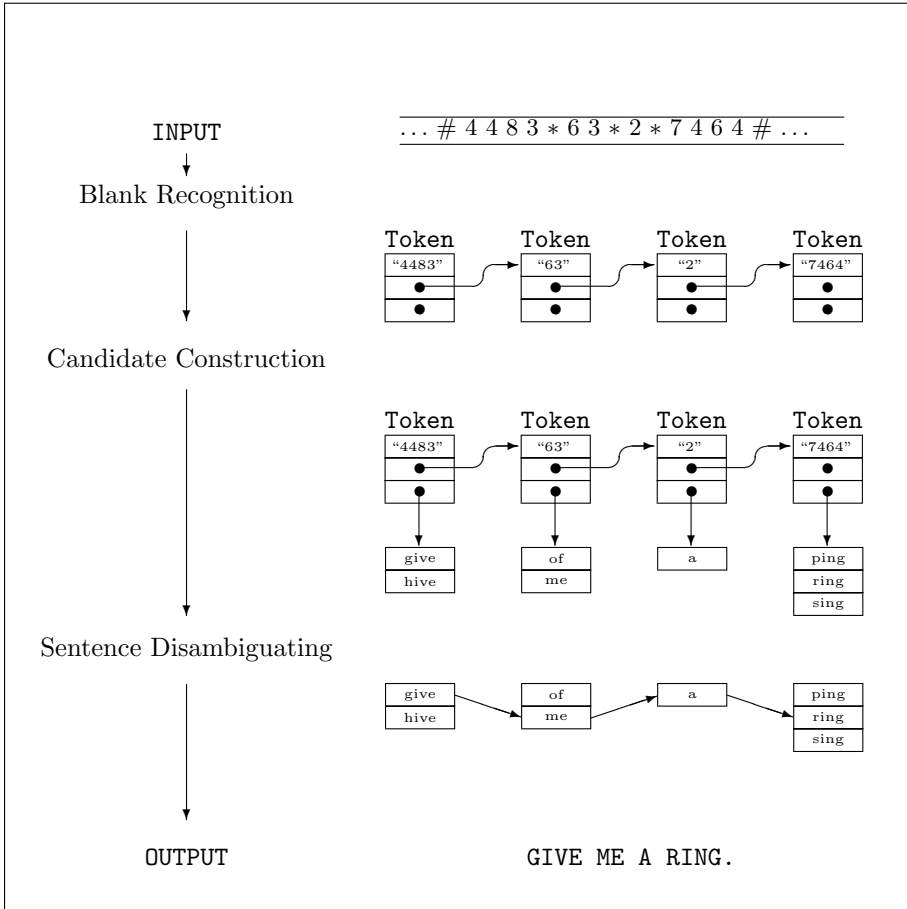 INPUT
… # 4 4 8 3 ∗ 6 3 ∗ 2 ∗ 7 4 6 4 # …
Blank Recognition
Token Token Token Token
“4483” “63” “2” “7464”
Candidate Construction
Token Token Token Token
“4483” “63” “2” “7464”
give of a ping
hive me ring
sing
Sentence Disambiguating
give of a ping
hive me ring
sing
OUTPUT GIVE ME A RING.